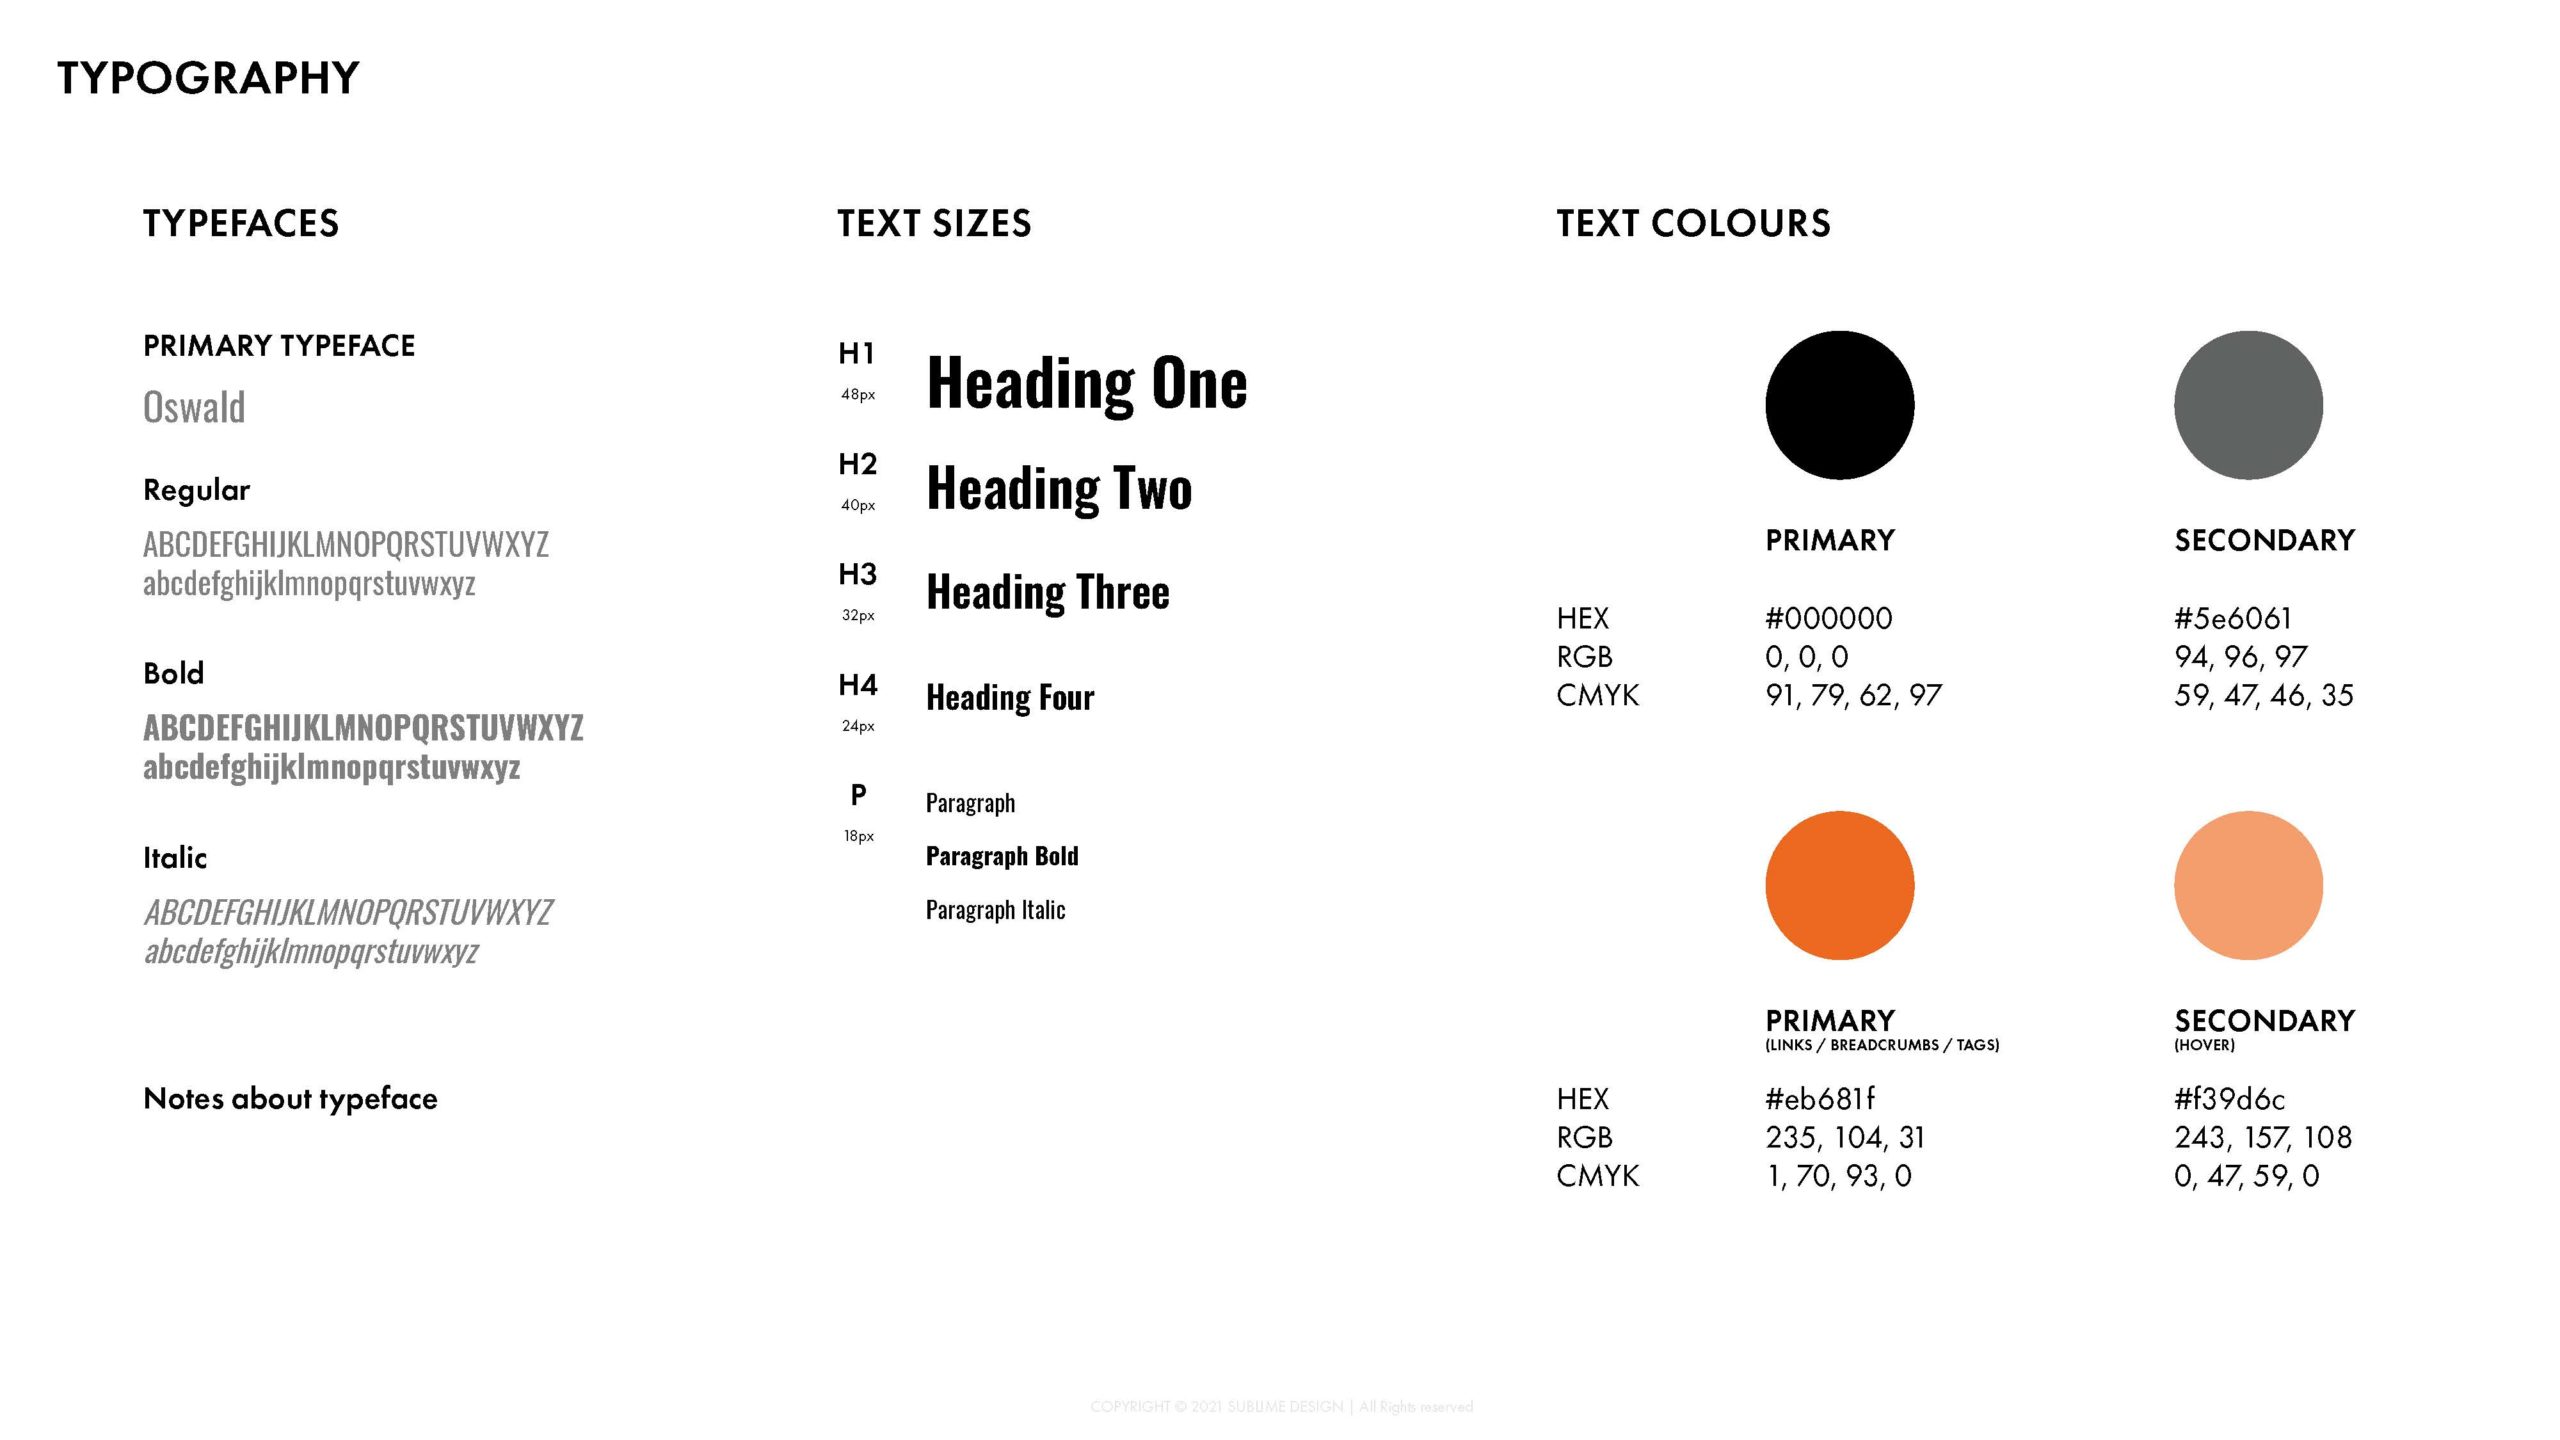 TYPOGRAPHY
TYPEFACES
PRIMARY TYPEFACE
Oswald
Regular
ABCDEFGHIJKLMNOPQRSTUVWXYZ
abcdefghijklmnopqrstuvwxyz
Bold
ABCDEFGHIJKLMNOPQRSTUVWXYZ
abcdefghijklmnopqrstuvwxyz
Italic
ABCDEFGHIJKLMNOPQRSTUVWXYZ
abcdefghijklmnopqrstuvwxyz
Notes about typeface
TEXT SIZES
H1 Heading One
48px
H2 Heading Two
40px
H3 Heading Three
32px
H4 Heading Four
24px
P Paragraph
18px
Paragraph Bold
Paragraph Italic
TEXT COLOURS
PRIMARY SECONDARY
HEX #000000 #5e6061
RGB 0, 0, 0 94, 96, 97
CMYK 91, 79, 62, 97 59, 47, 46, 35
PRIMARY SECONDARY
(LINKS / BREADCRUMBS / TAGS) (HOVER)
HEX #eb681f #f39d6c
RGB 235, 104, 31 243, 157, 108
CMYK 1, 70, 93, 0 0, 47, 59, 0
COPYRIGHT © 2021 SUBLIME DESIGN | All Rights reserved